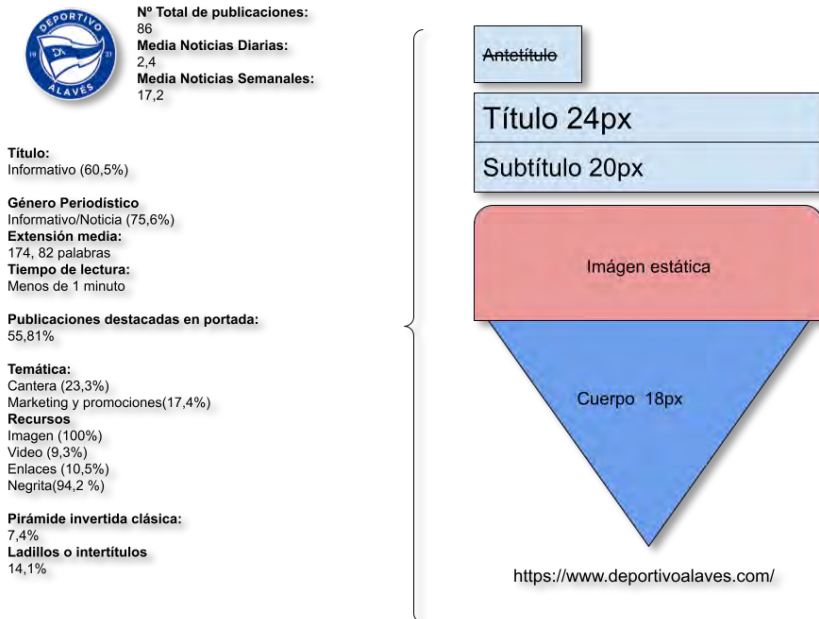 DEPORTIVO
19 21
DA
ALAVÉS
Nº Total de publicaciones:
86
Media Noticias Diarias:
2,4
Media Noticias Semanales:
17,2
Título:
Informativo (60,5%)
Género Periodístico
Informativo/Noticia (75,6%)
Extensión media:
174, 82 palabras
Tiempo de lectura:
Menos de 1 minuto
Publicaciones destacadas en portada:
55,81%
Temática:
Cantera (23,3%)
Marketing y promociones(17,4%)
Recursos
Imagen (100%)
Video (9,3%)
Enlaces (10,5%)
Negrita(94,2 %)
Pirámide invertida clásica:
7,4%
Ladillos o intertítulos
14,1%
Antetítulo
Título 24px
Subtítulo 20px
Imágen estática
Cuerpo 18px
https://www.deportivoalaves.com/